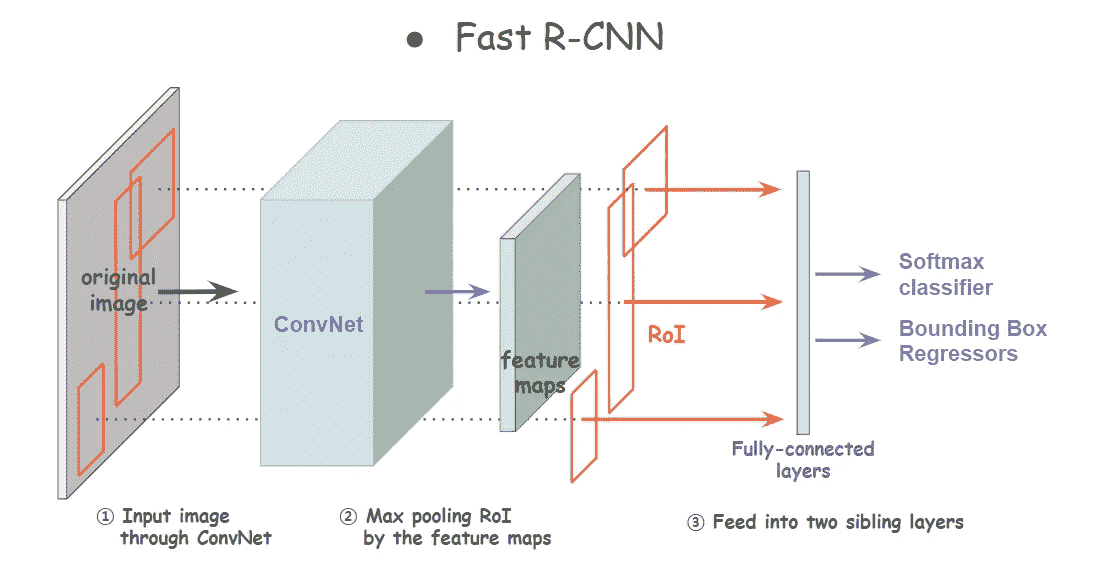 ● Fast R-CNN
original
image
ConvNet
feature
maps
RoI
Softmax
classifier
Bounding Box
Regressors
Fully-connected
layers
① Input image
through ConvNet
② Max pooling RoI
by the feature maps
③ Feed into two sibling layers